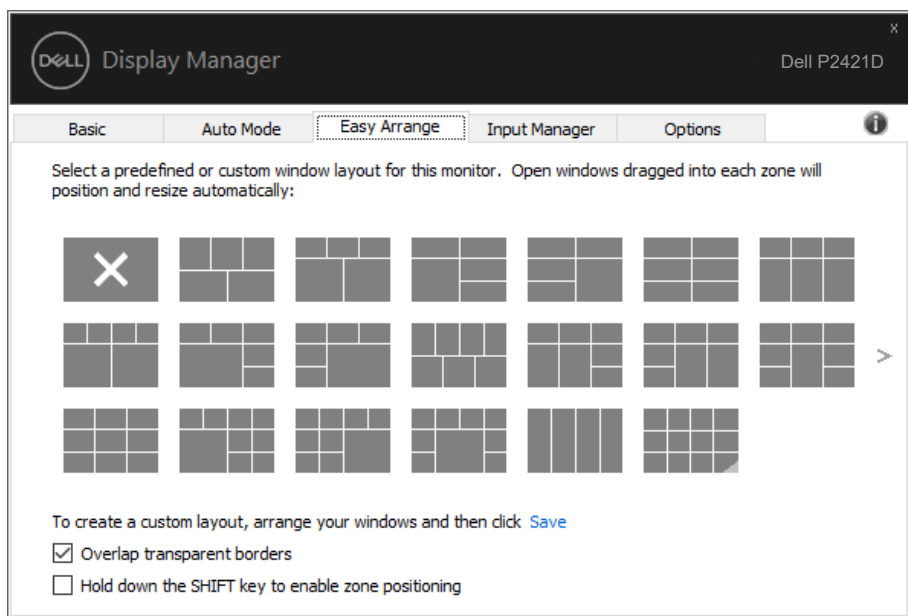 x
DELL Display Manager
Dell P2421D
Basic Auto Mode Easy Arrange Input Manager Options
Select a predefined or custom window layout for this monitor. Open windows dragged into each zone will
position and resize automatically:
>
To create a custom layout, arrange your windows and then click Save
Overlap transparent borders
Hold down the SHIFT key to enable zone positioning